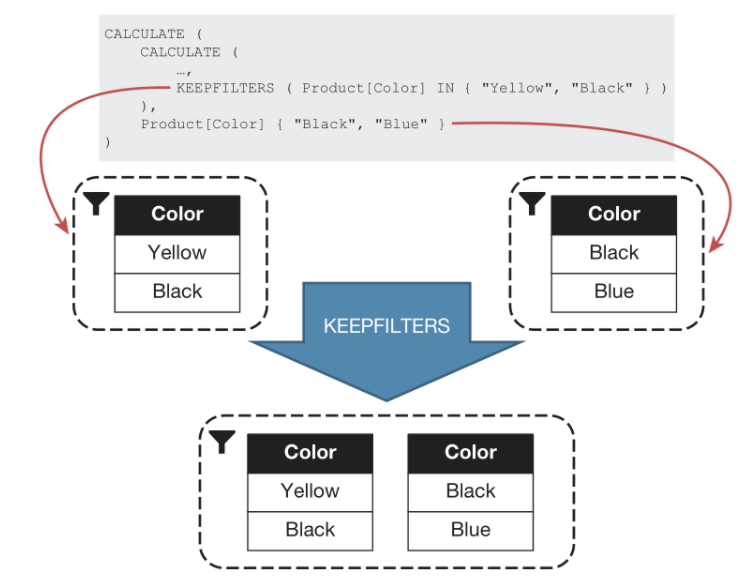 CALCULATE (
CALCULATE (
…,
KEEPFILTERS ( Product[Color] IN { "Yellow", "Black" } )
),
Product[Color] { "Black", "Blue" }
)
Color
Yellow
Black
Color
Black
Blue
KEEPFILTERS
Color
Yellow
Black
Color
Black
Blue